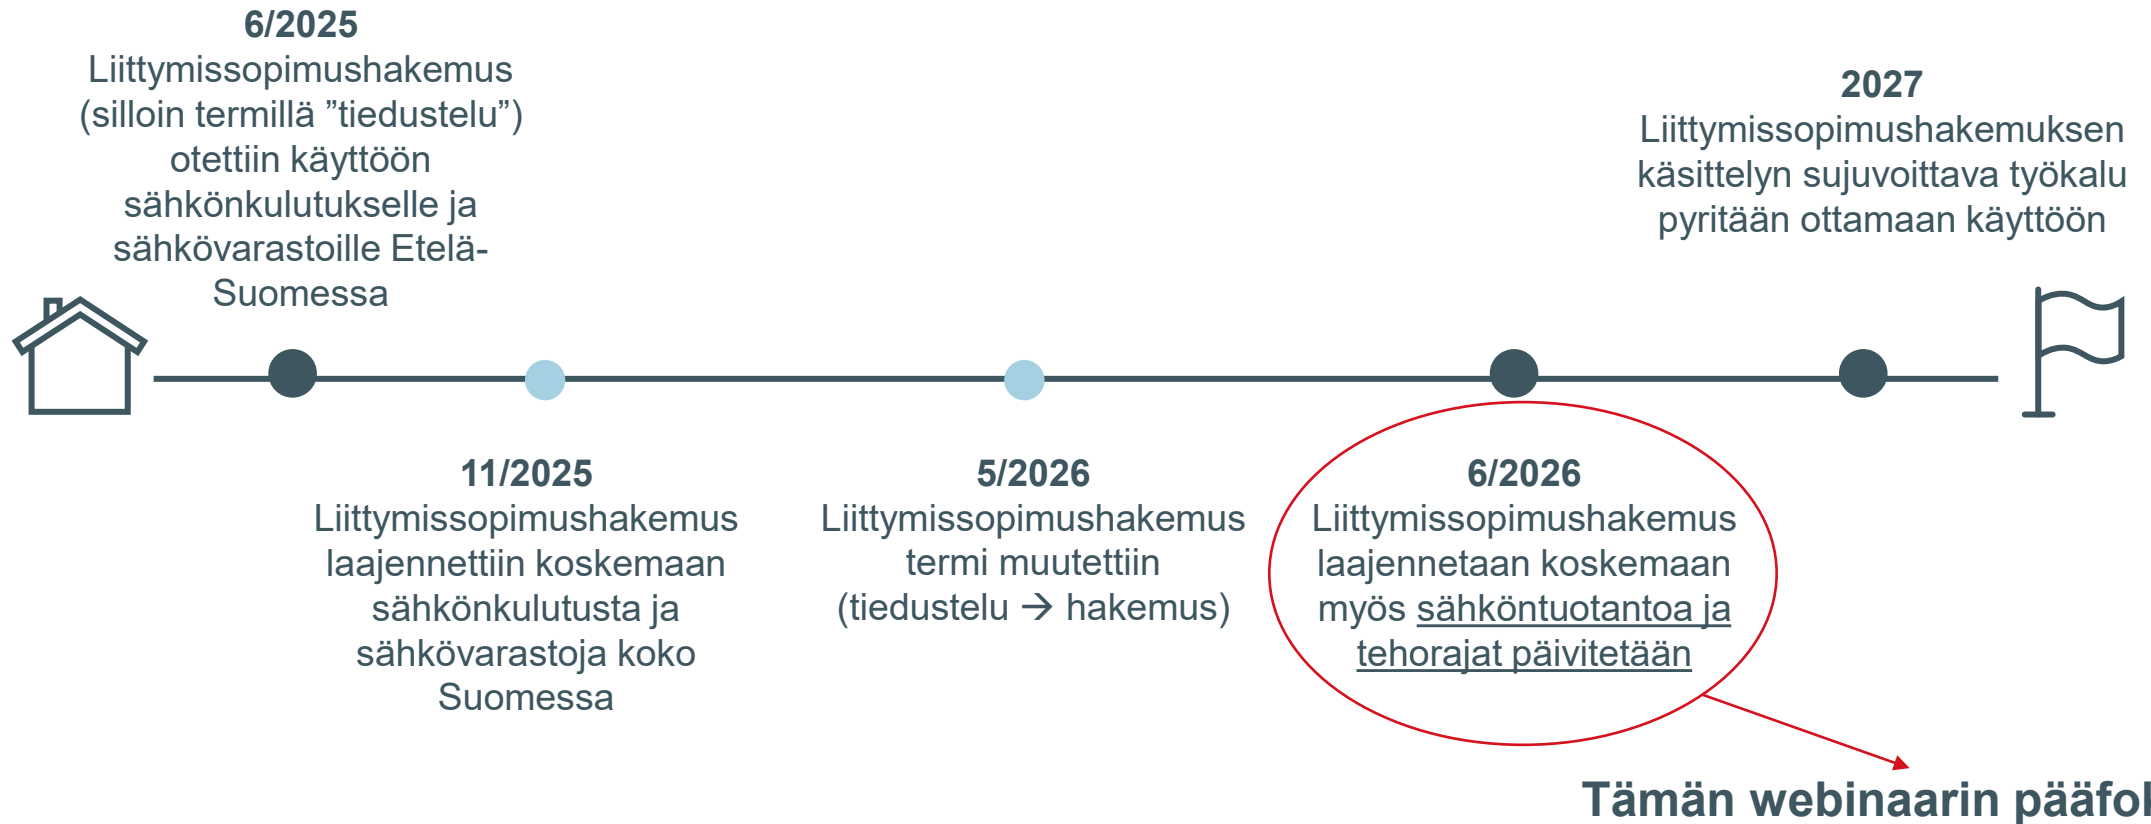 6/2025
Liittymissopimushakemus
(silloin termillä ”tiedustelu”)
otettiin käyttöön
sähkönkulutukselle ja
sähkövarastoille Etelä-
Suomessa
2027
Liittymissopimushakemuksen
käsittelyn sujuvoittava työkalu
pyritään ottamaan käyttöön
11/2025
Liittymissopimushakemus
laajennettiin koskemaan
sähkönkulutusta ja
sähkövarastoja koko
Suomessa
5/2026
Liittymissopimushakemus
termi muutettiin
(tiedustelu → hakemus)
6/2026
Liittymissopimushakemus
laajennetaan koskemaan
myös sähköntuotantoa ja
tehorajat päivitetään
Tämän webinaarin